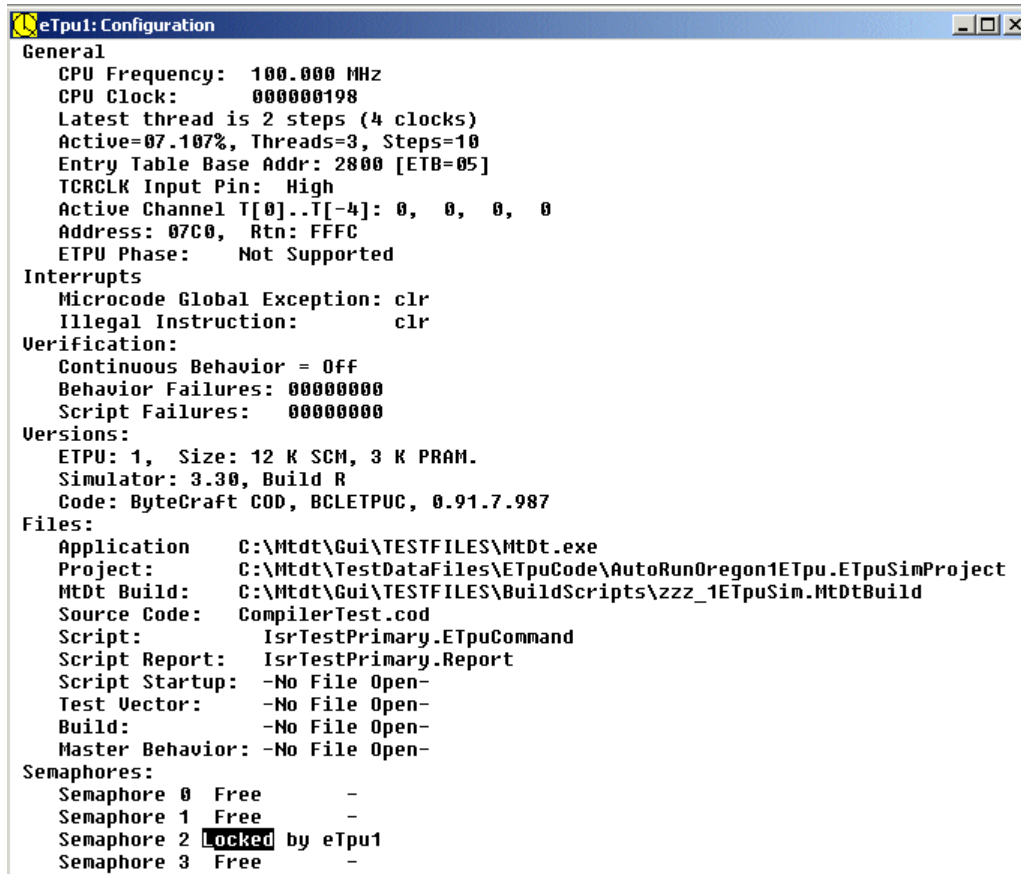 eTpu1: Configuration
General
CPU Frequency: 100.000 MHz
CPU Clock: 000000198
Latest thread is 2 steps (4 clocks)
Active=07.107%, Threads=3, Steps=10
Entry Table Base Addr: 2800 [ETB=05]
TCRCLK Input Pin: High
Active Channel T[0]..T[-4]: 0, 0, 0, 0
Address: 07C0, Rtn: FFFC
ETPU Phase: Not Supported
Interrupts
Microcode Global Exception: clr
Illegal Instruction: clr
Verification:
Continuous Behavior = Off
Behavior Failures: 00000000
Script Failures: 00000000
Versions:
ETPU: 1, Size: 12 K SCM, 3 K PRAM.
Simulator: 3.30, Build R
Code: ByteCraft COD, BCLETPUC, 0.91.7.987
Files:
Application C:\Mtdt\Gui\TESTFILES\MtDt.exe
Project: C:\Mtdt\TestDataFiles\ETpuCode\AutoRunOregon1ETpu.ETpuSimProject
MtDt Build: C:\Mtdt\Gui\TESTFILES\BuildScripts\zzz_1ETpuSim.MtDtBuild
Source Code: CompilerTest.cod
Script: IsrTestPrimary.ETpuCommand
Script Report: IsrTestPrimary.Report
Script Startup: -No File Open-
Test Vector: -No File Open-
Build: -No File Open-
Master Behavior: -No File Open-
Semaphores:
Semaphore 0 Free -
Semaphore 1 Free -
Semaphore 2 Locked by eTpu1
Semaphore 3 Free -